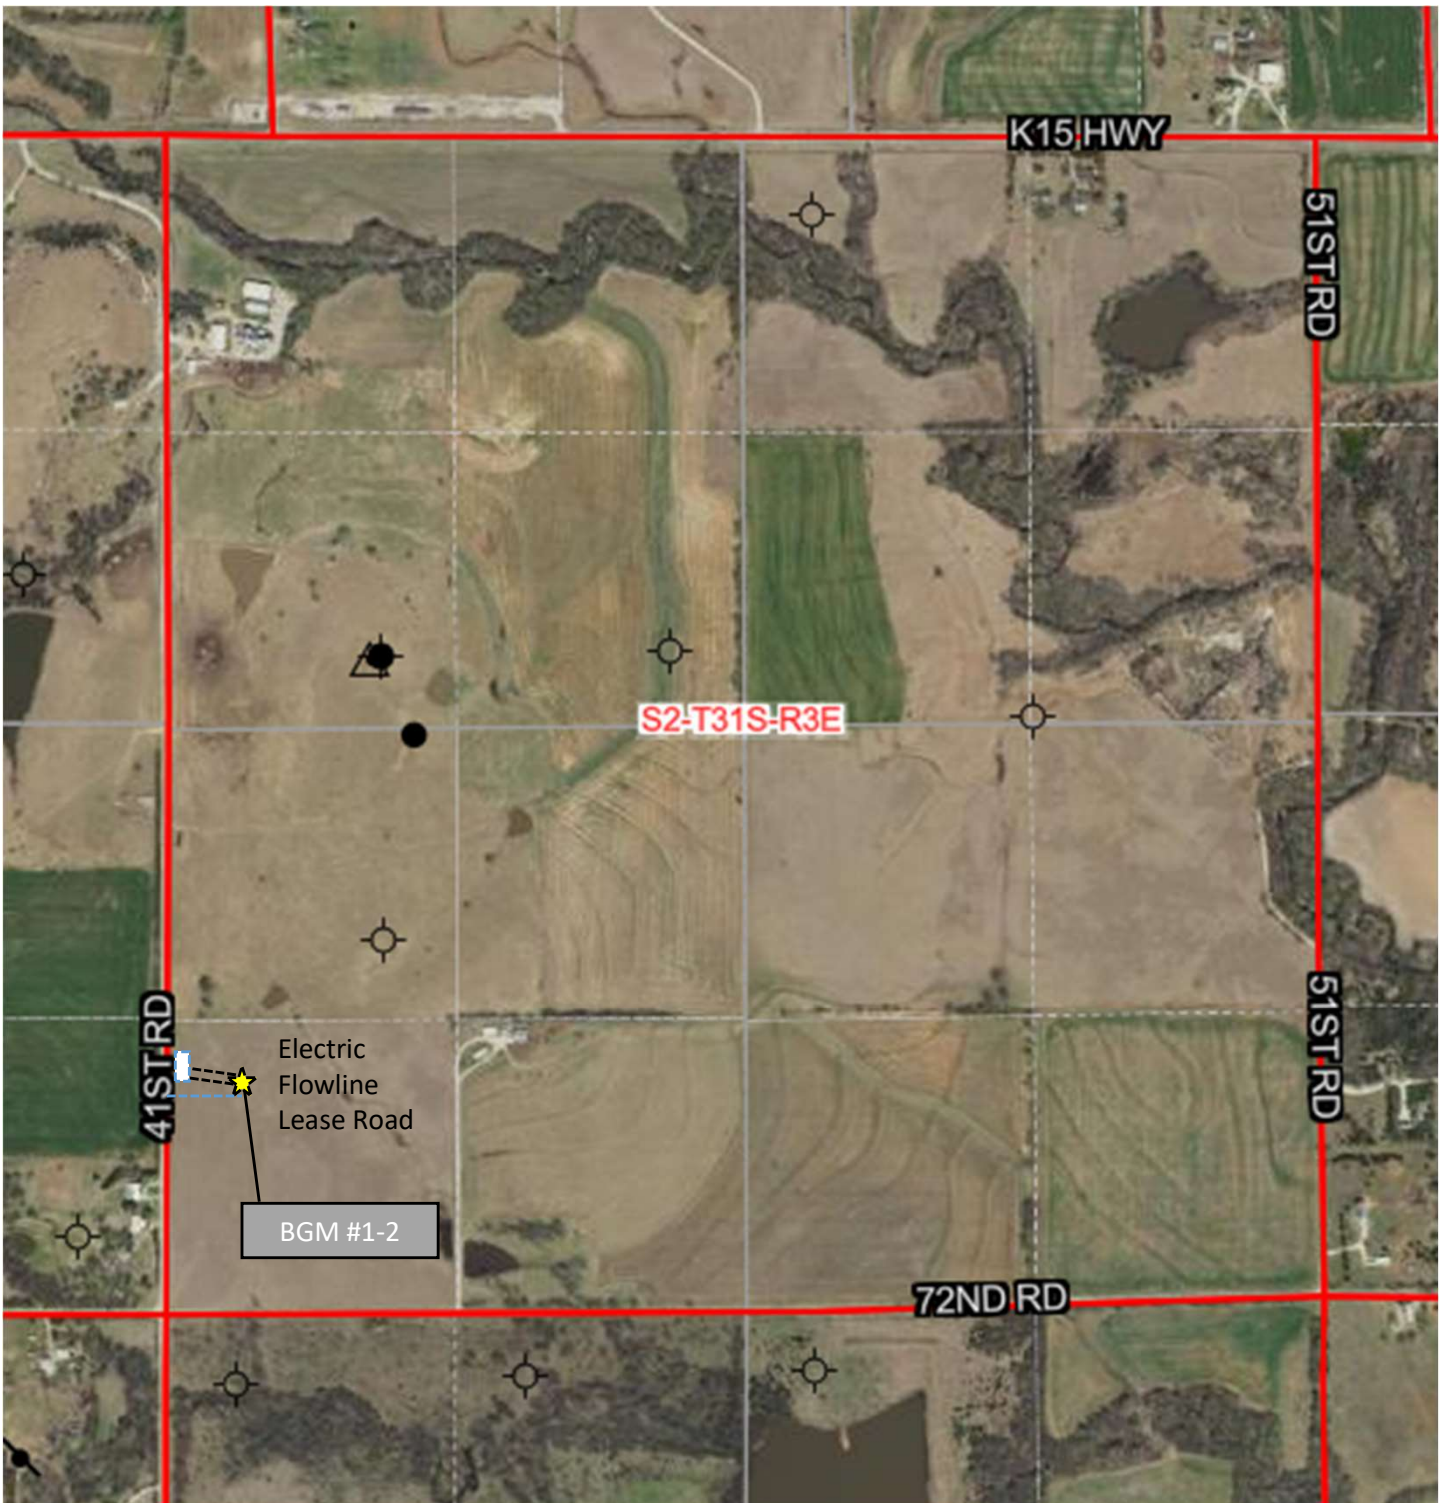 K15 HWY
51ST RD
S2-T31S-R3E
41ST RD
Electric
Flowline
Lease Road
51ST RD
BGM #1-2
72ND RD